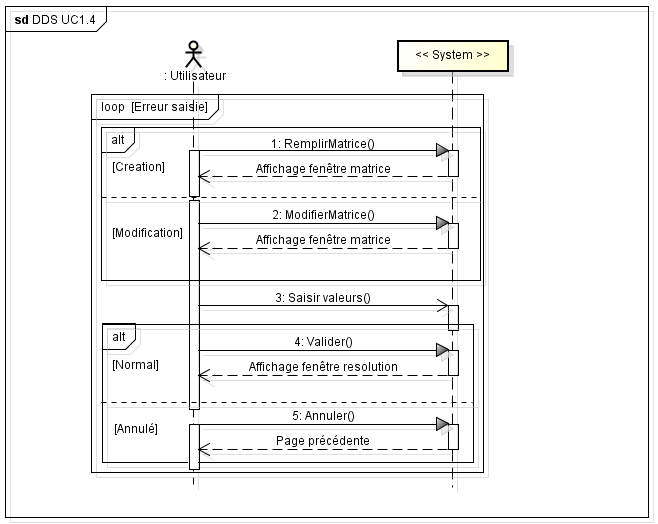 sd DDS UC1.4
: Utilisateur
<< System >>
loop [Erreur saisie]
alt
1: RemplirMatrice()
[Creation]
Affichage fenêtre matrice
2: ModifierMatrice()
[Modification]
Affichage fenêtre matrice
3: Saisir valeurs()
alt
4: Valider()
[Normal]
Affichage fenêtre resolution
5: Annuler()
[Annulé]
Page précédente